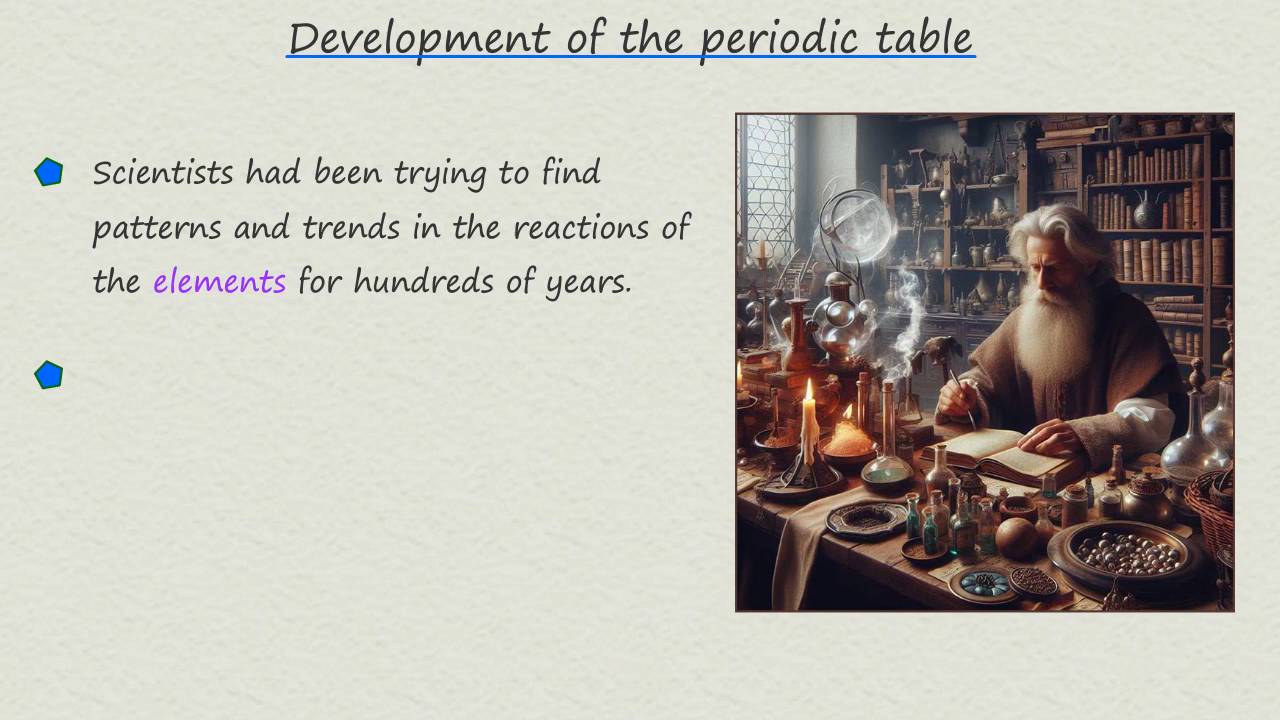 Development of the periodic table
Scientists had been trying to find
patterns and trends in the reactions of
the elements for hundreds of years.